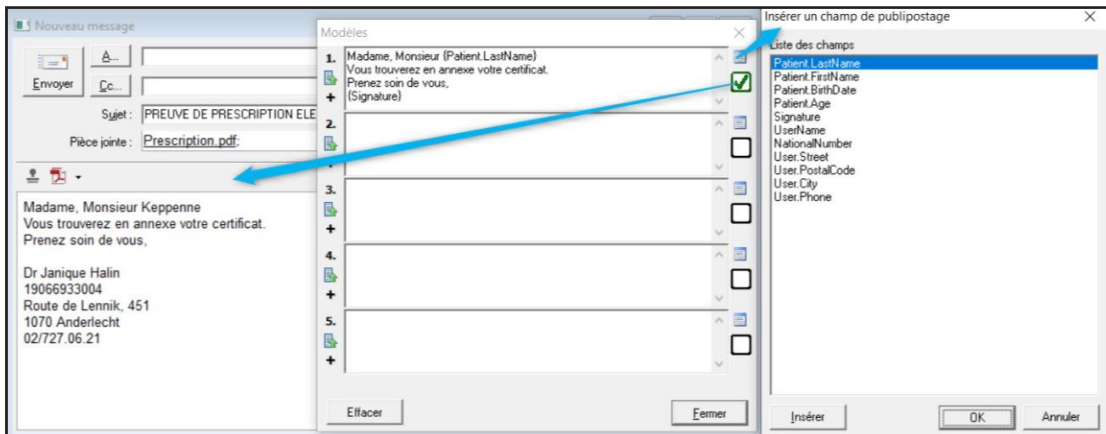 Nouveau message
A...
Envoyer
Cc...
Sujet : PREUVE DE PRESCRIPTION ELE
Pièce jointe : Prescription.pdf;
Madame, Monsieur Keppenne
Vous trouverez en annexe votre certificat.
Prenez soin de vous,
Dr Janique Halin
19066933004
Route de Lennik, 451
1070 Anderlecht
02/727.06.21
Modèles
1. Madame, Monsieur {Patient.LastName}
Vous trouverez en annexe votre certificat.
Prenez soin de vous,
{Signature}
2.
3.
4.
5.
Effacer
Fermer
Insérer un champ de publipostage
Liste des champs
Patient.LastName
Patient.FirstName
Patient.BirthDate
Patient.Age
Signature
UserName
NationalNumber
User.Street
User.PostalCode
User.City
User.Phone
Insérer
OK
Annuler